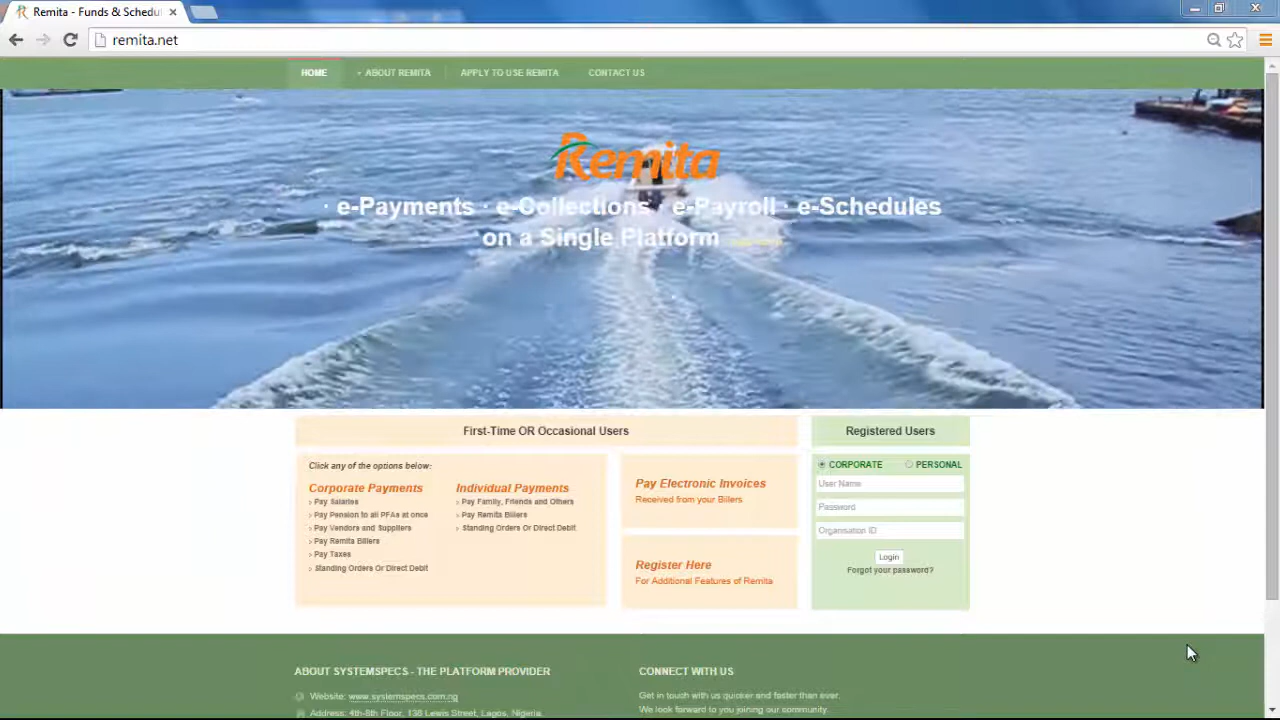 Remita - Funds & Schedu
remita.net
HOME
ABOUT REMITA
APPLY TO USE REMITA
CONTACT US
Remita
· e-Payments · e-Collections · e-Payroll · e-Schedules
on a Single Platform
First-Time OR Occasional Users
Click any of the options below:
Corporate Payments
› Pay Salaries
› Pay Pension to all PFAs at once
› Pay Vendors and Suppliers
› Pay Remita Billers
› Pay Taxes
› Standing Orders Or Direct Debit
Individual Payments
› Pay Family, Friends and Others
› Pay Remita Billers
› Standing Orders Or Direct Debit
Pay Electronic Invoices
Received from your Billers
Register Here
For Additional Features of Remita
Registered Users
CORPORATE
PERSONAL
User Name
Password
Organisation ID
Login
Forgot your password?
ABOUT SYSTEMSPECS - THE PLATFORM PROVIDER
Website: www.systemspecs.com.ng
Address: 4th-8th Floor, 138 Lewis Street, Lagos, Nigeria.
CONNECT WITH US
Get in touch with us quicker and faster than ever.
We look forward to you joining our community.